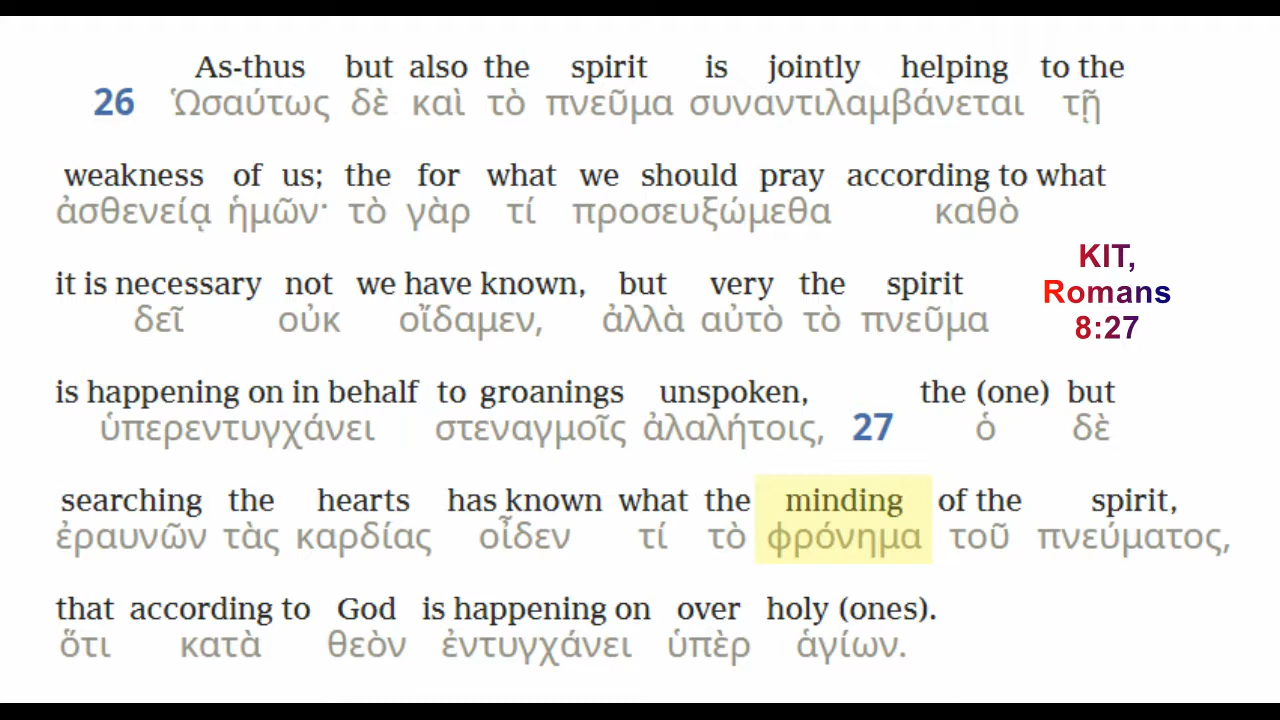 As-thus but also the spirit is jointly helping to the
26 Ὡσαύτως δὲ καὶ τὸ πνεῦμα συναντιλαμβάνεται τῇ
weakness of us; the for what we should pray according to what
ἀσθενείᾳ ἡμῶν· τὸ γὰρ τί προσευξώμεθα καθὸ
it is necessary not we have known, but very the spirit
δεῖ οὐκ οἴδαμεν, ἀλλὰ αὐτὸ τὸ πνεῦμα
KIT,
Romans
8:27
is happening on in behalf to groanings unspoken, the (one) but
ὑπερεντυγχάνει στεναγμοῖς ἀλαλήτοις, 27 ὁ δὲ
searching the hearts has known what the minding of the spirit,
ἐραυνῶν τὰς καρδίας οἶδεν τί τὸ φρόνημα τοῦ πνεύματος,
that according to God is happening on over holy (ones).
ὅτι κατὰ θεὸν ἐντυγχάνει ὑπὲρ ἁγίων.